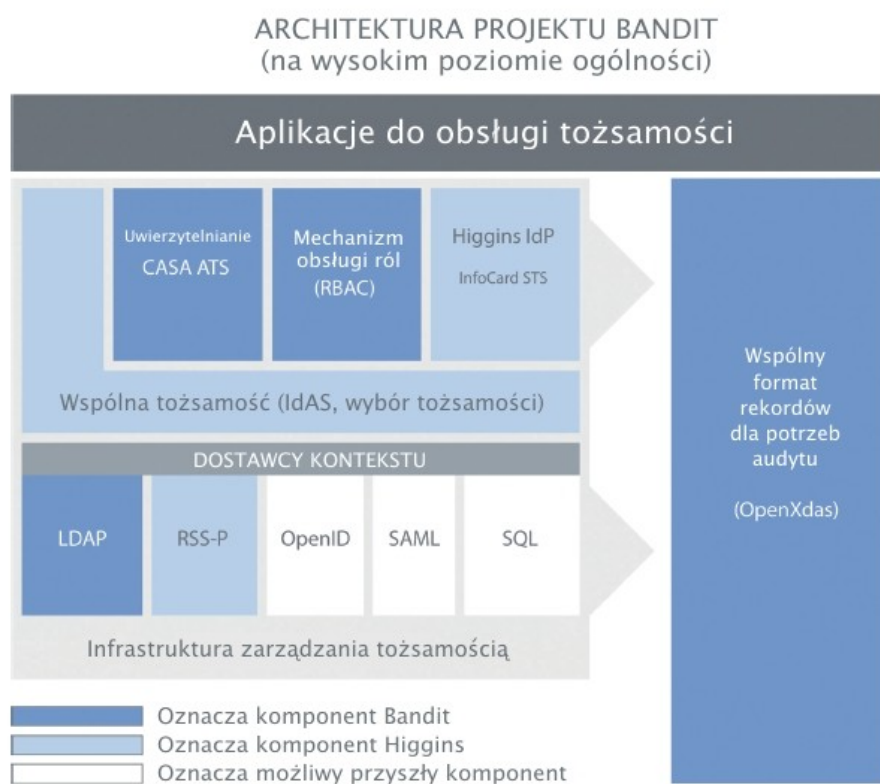 ARCHITEKTURA PROJEKTU BANDIT
(na wysokim poziomie ogólności)
Aplikacje do obsługi tożsamości
Uwierzytelnianie
CASA ATS
Mechanizm
obsługi ról
(RBAC)
Higgins IdP
InfoCard STS
Wspólna tożsamość (IdAS, wybór tożsamości)
DOSTAWCY KONTEKSTU
LDAP
RSS-P
OpenID
SAML
SQL
Infrastruktura zarządzania tożsamością
Wspólny
format
rekordów
dla potrzeb
audytu
(OpenXdas)
Oznacza komponent Bandit
Oznacza komponent Higgins
Oznacza możliwy przyszły komponent